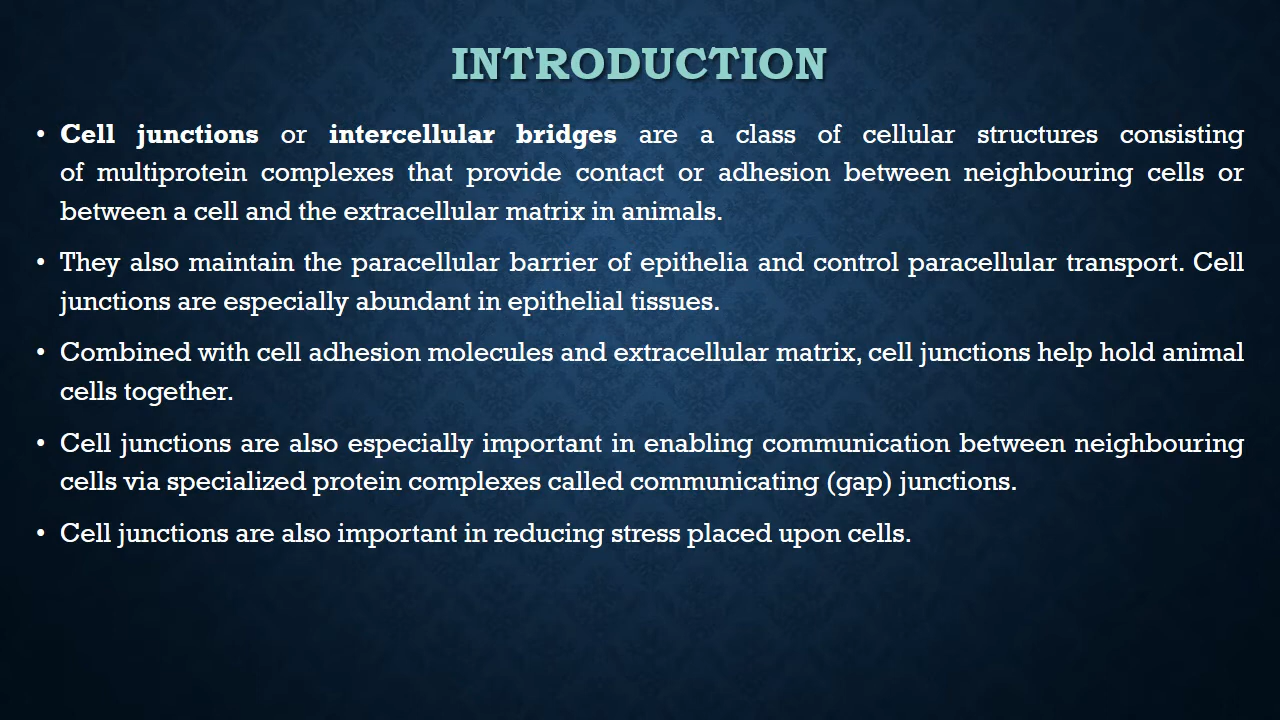 INTRODUCTION
• Cell junctions or intercellular bridges are a class of cellular structures consisting
of multiprotein complexes that provide contact or adhesion between neighbouring cells or
between a cell and the extracellular matrix in animals.
• They also maintain the paracellular barrier of epithelia and control paracellular transport. Cell
junctions are especially abundant in epithelial tissues.
• Combined with cell adhesion molecules and extracellular matrix, cell junctions help hold animal
cells together.
• Cell junctions are also especially important in enabling communication between neighbouring
cells via specialized protein complexes called communicating (gap) junctions.
• Cell junctions are also important in reducing stress placed upon cells.